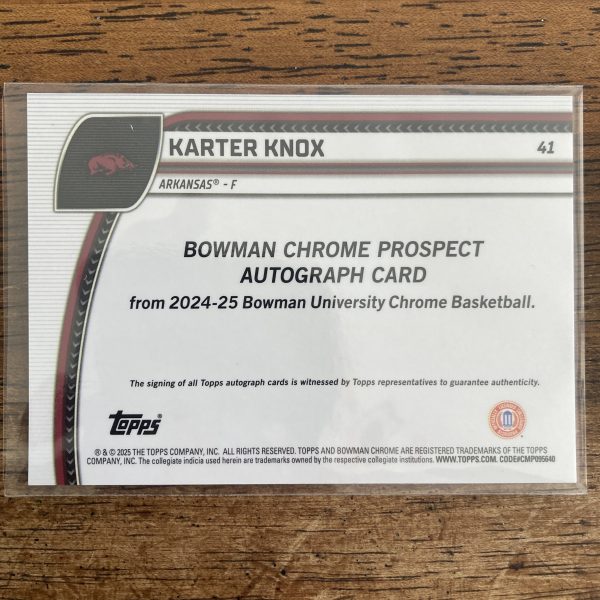 KARTER KNOX
41
ARKANSAS® - F
BOWMAN CHROME PROSPECT
AUTOGRAPH CARD
from 2024-25 Bowman University Chrome Basketball.
The signing of all Topps autograph cards is witnessed by Topps representatives to guarantee authenticity.
topps®
® & © 2025 THE TOPPS COMPANY, INC. ALL RIGHTS RESERVED. TOPPS AND BOWMAN CHROME ARE REGISTERED TRADEMARKS OF THE TOPPS
COMPANY, INC. The collegiate indicia used herein are trademarks owned by the respective collegiate institutions. WWW.TOPPS.COM. CODE#CMP095640